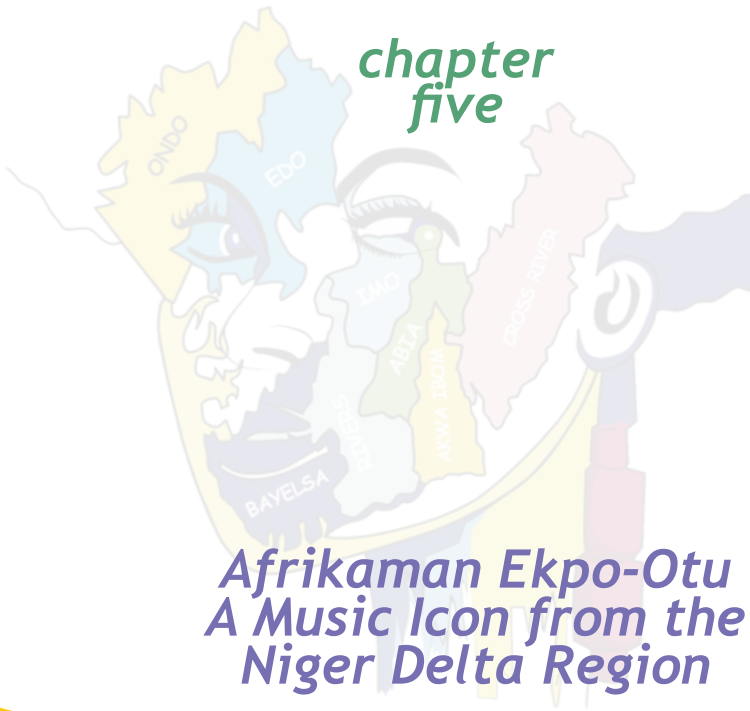 chapter
five
ONDO
EDO
IMO
CROSS RIVER
ABIA
AKWA IBOM
RIVERS
BAYELSA
Afrikaman Ekpo-Otu
A Music Icon from the
Niger Delta Region